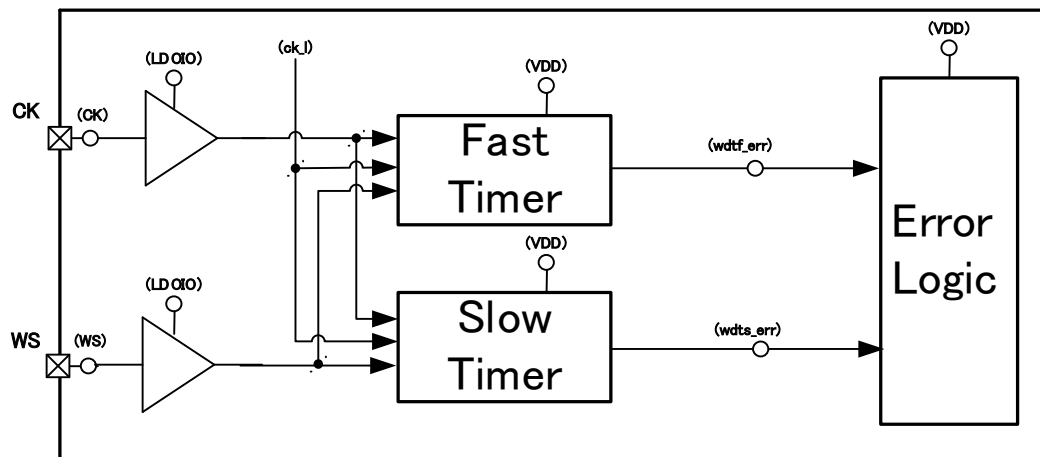 (VDD)
(LDOIO)
(ck_l)
(VDD)
CK
(CK)
Fast
Timer
(wdtf_err)
(VDD)
Error
Logic
(LDOIO)
Slow
Timer
WS
(WS)
(wdts_err)